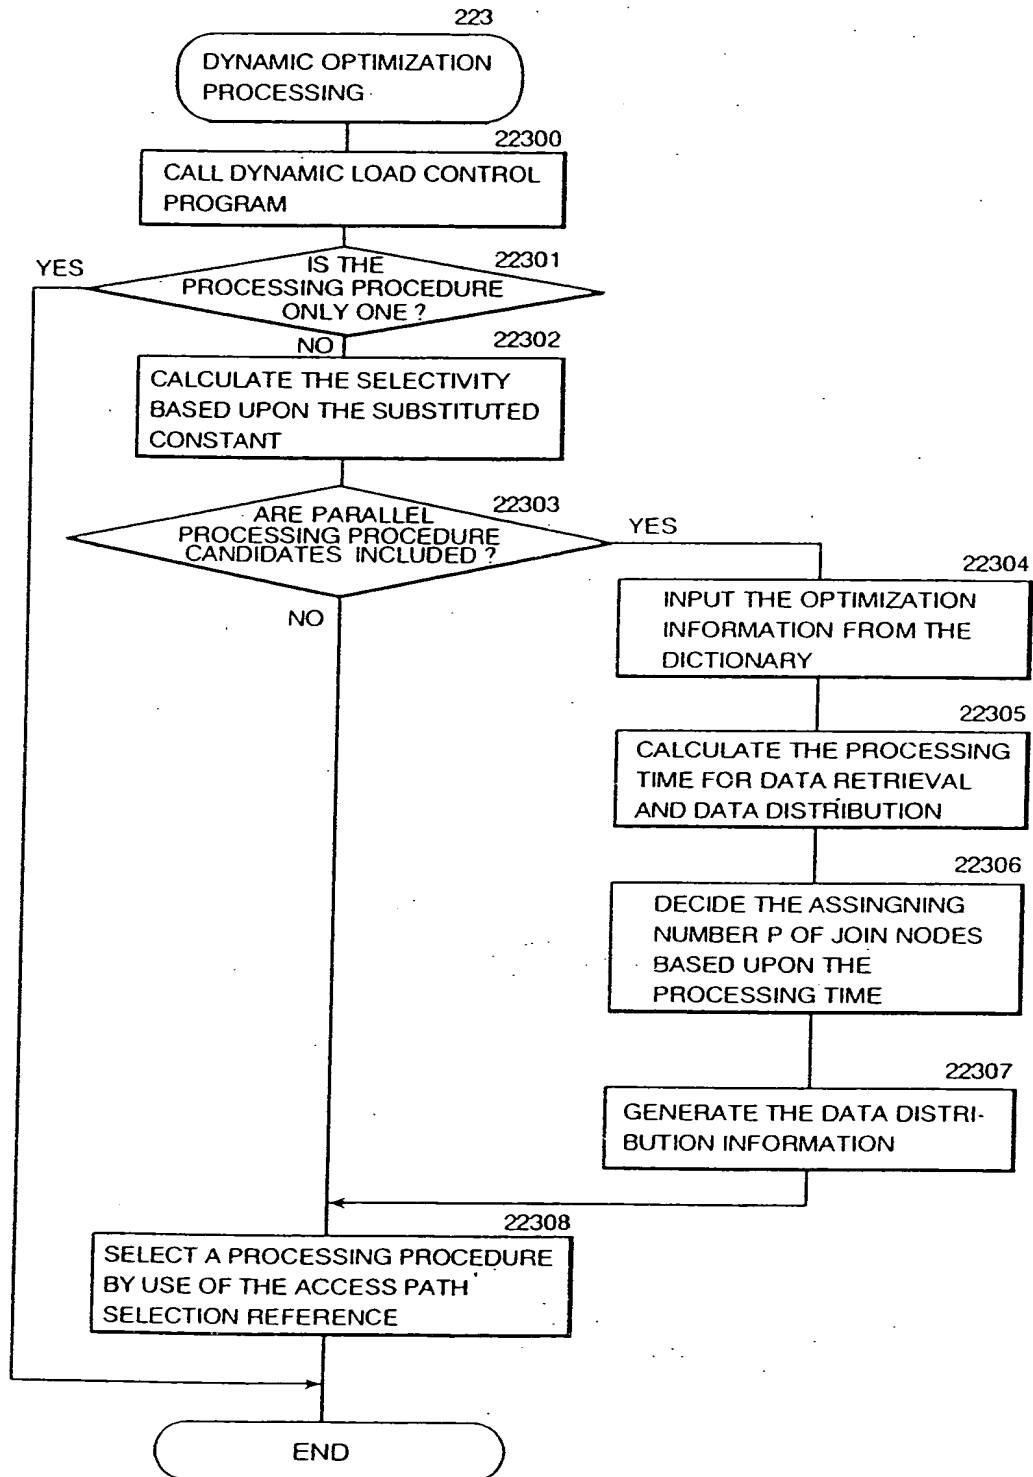 223
DYNAMIC OPTIMIZATION
PROCESSING
22300
CALL DYNAMIC LOAD CONTROL
PROGRAM
YES
IS THE
22301
PROCESSING PROCEDURE
ONLY ONE ?
NO
22302
CALCULATE THE SELECTIVITY
BASED UPON THE SUBSTITUTED
CONSTANT
ARE PARALLEL
22303
PROCESSING PROCEDURE
CANDIDATES INCLUDED ?
YES
NO
22304
INPUT THE OPTIMIZATION
INFORMATION FROM THE
DICTIONARY
22305
CALCULATE THE PROCESSING
TIME FOR DATA RETRIEVAL
AND DATA DISTRIBUTION
22306
DECIDE THE ASSINGNING
NUMBER P OF JOIN NODES
BASED UPON THE
PROCESSING TIME
22307
GENERATE THE DATA DISTRI-
BUTION INFORMATION
22308
SELECT A PROCESSING PROCEDURE
BY USE OF THE ACCESS PATH
SELECTION REFERENCE
END